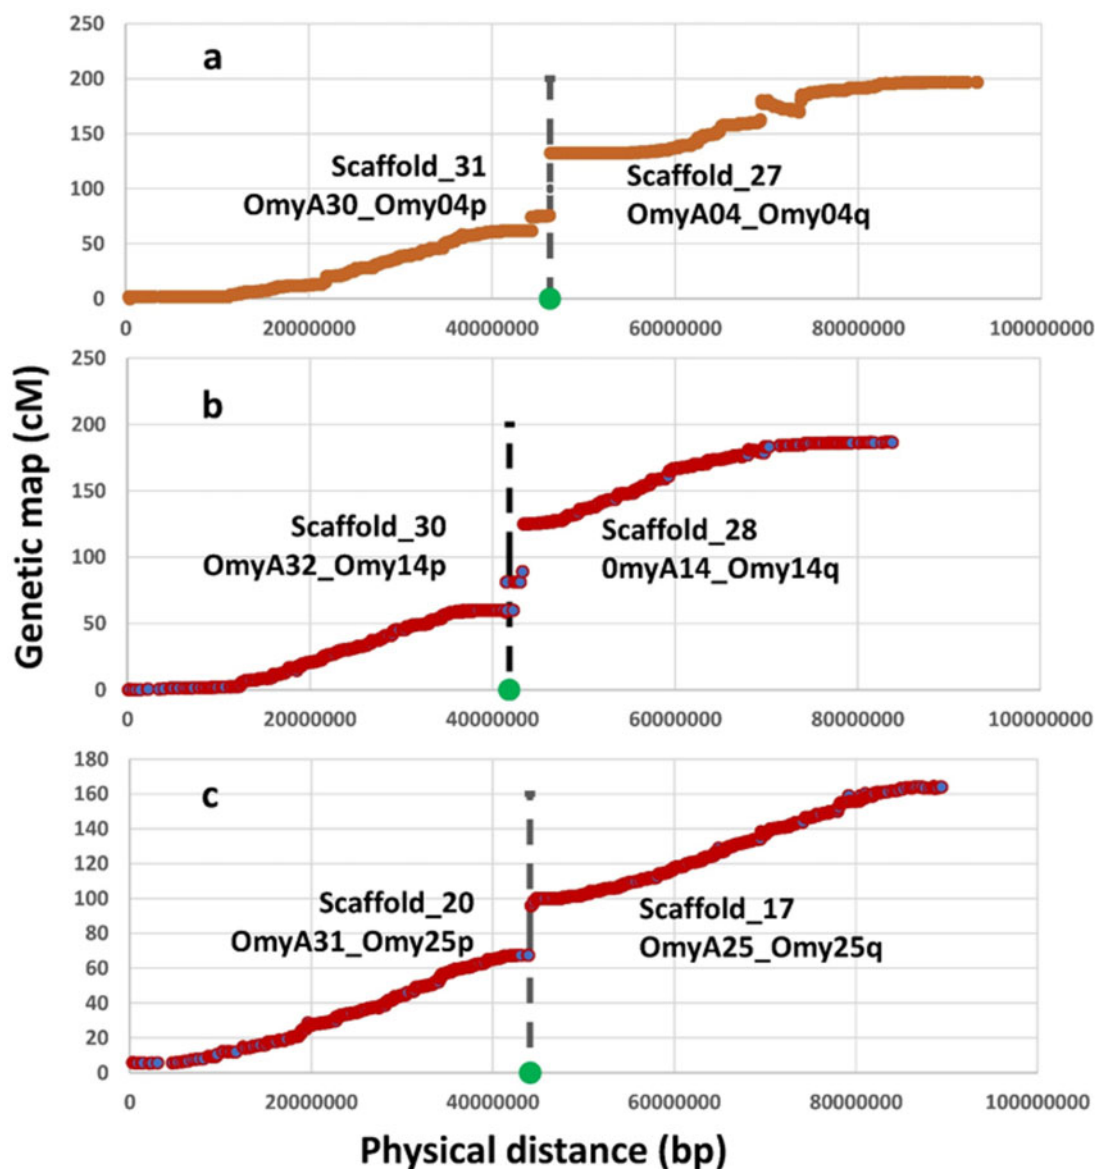 Genetic map (cM)
a
250
200
150
100
50
0
Scaffold_31
OmyA30_Omy04p
Scaffold_27
OmyA04_Omy04q
0 20000000 40000000 60000000 80000000 100000000
b
250
200
150
100
50
0
Scaffold_30
OmyA32_Omy14p
Scaffold_28
0myA14_Omy14q
0 20000000 40000000 60000000 80000000 100000000
c
180
160
140
120
100
80
60
40
20
0
Scaffold_20
OmyA31_Omy25p
Scaffold_17
OmyA25_Omy25q
0 20000000 40000000 60000000 80000000 100000000
Physical distance (bp)